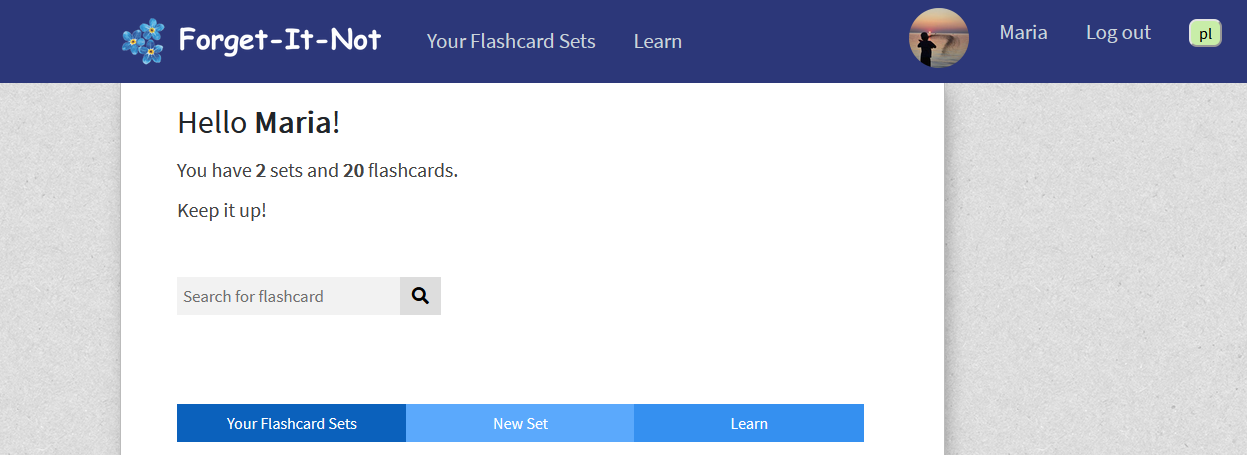 Forget-It-Not Your Flashcard Sets Learn Maria Log out pl
Hello Maria!
You have 2 sets and 20 flashcards.
Keep it up!
Search for flashcard
Your Flashcard Sets New Set Learn